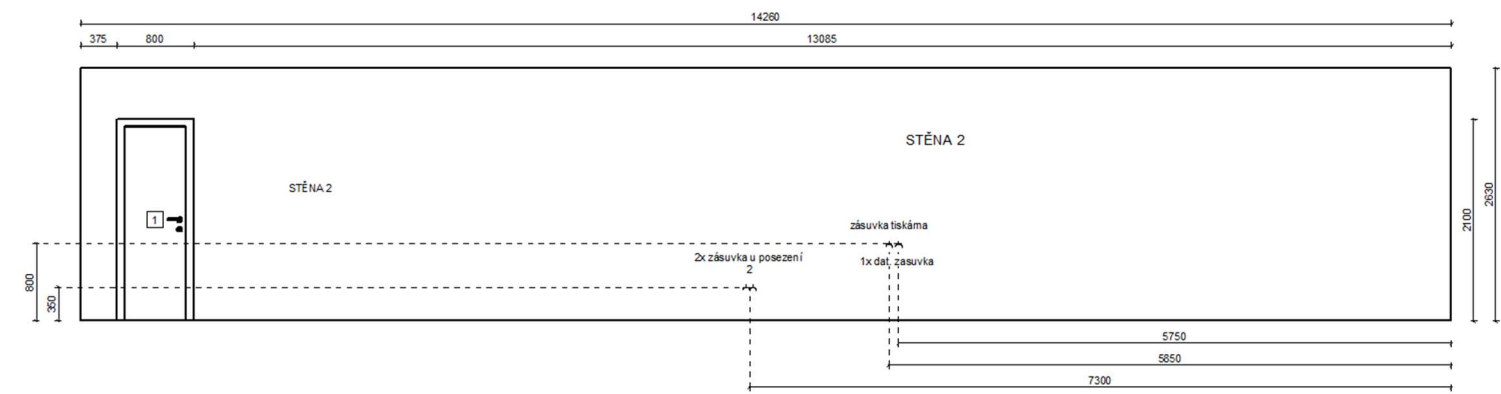 14260
375
800
13085
STĚNA 2
STĚNA 2
1
2630
2100
zásuvka tiskárna
2x zásuvka u posezení
2
1x dat. zasuvka
800
350
5750
5850
7300